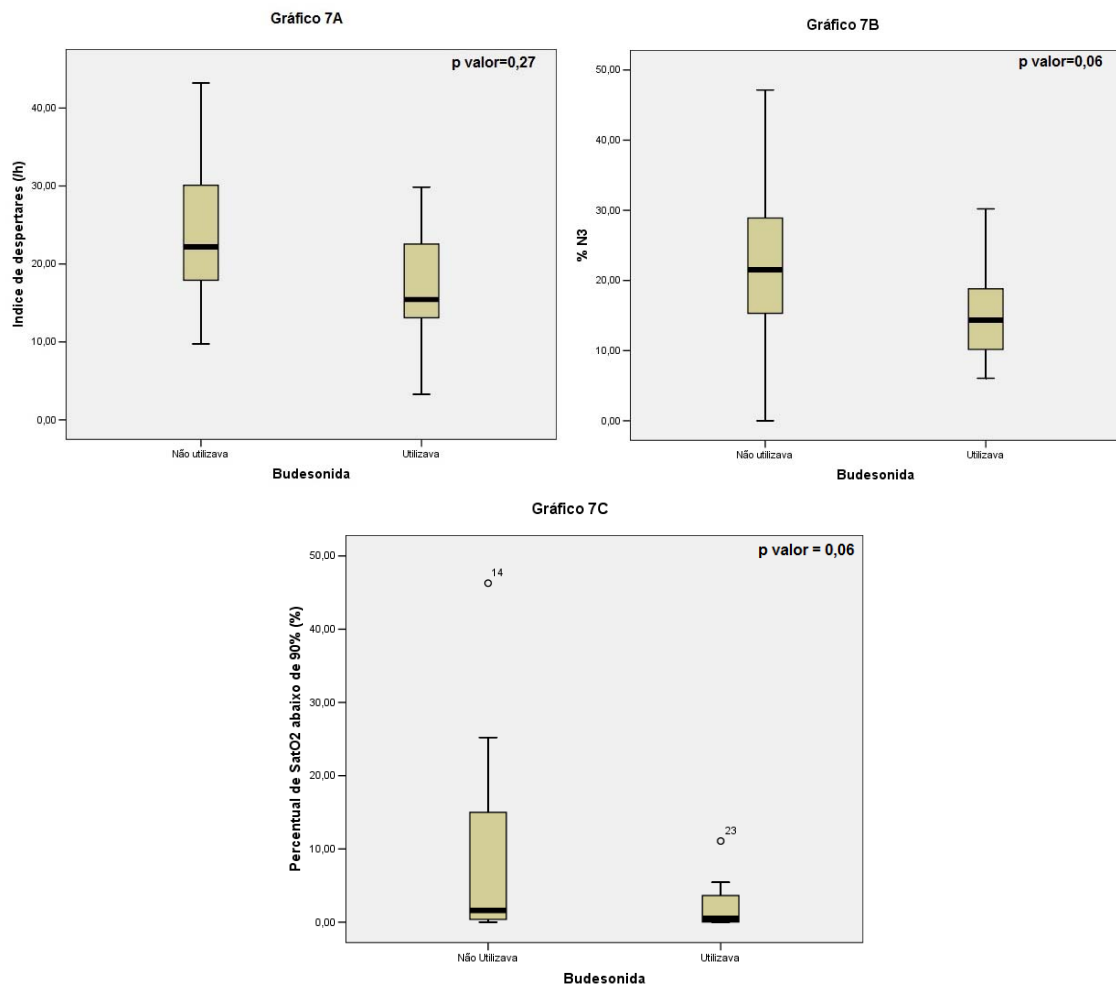 Gráfico 7A
p valor=0,27
Indice de despertares (/h)
40,00
30,00
20,00
10,00
0,00
Não utilizava
Utilizava
Budesonida
Gráfico 7B
p valor=0,06
% N3
50,00
40,00
30,00
20,00
10,00
0,00
Não utilizava
Utilizava
Budesonida
Gráfico 7C
p valor = 0,06
Percentual de SatO2 abaixo de 90% (%)
50,00
40,00
30,00
20,00
10,00
0,00
14
23
Não Utilizava
Utilizava
Budesonida